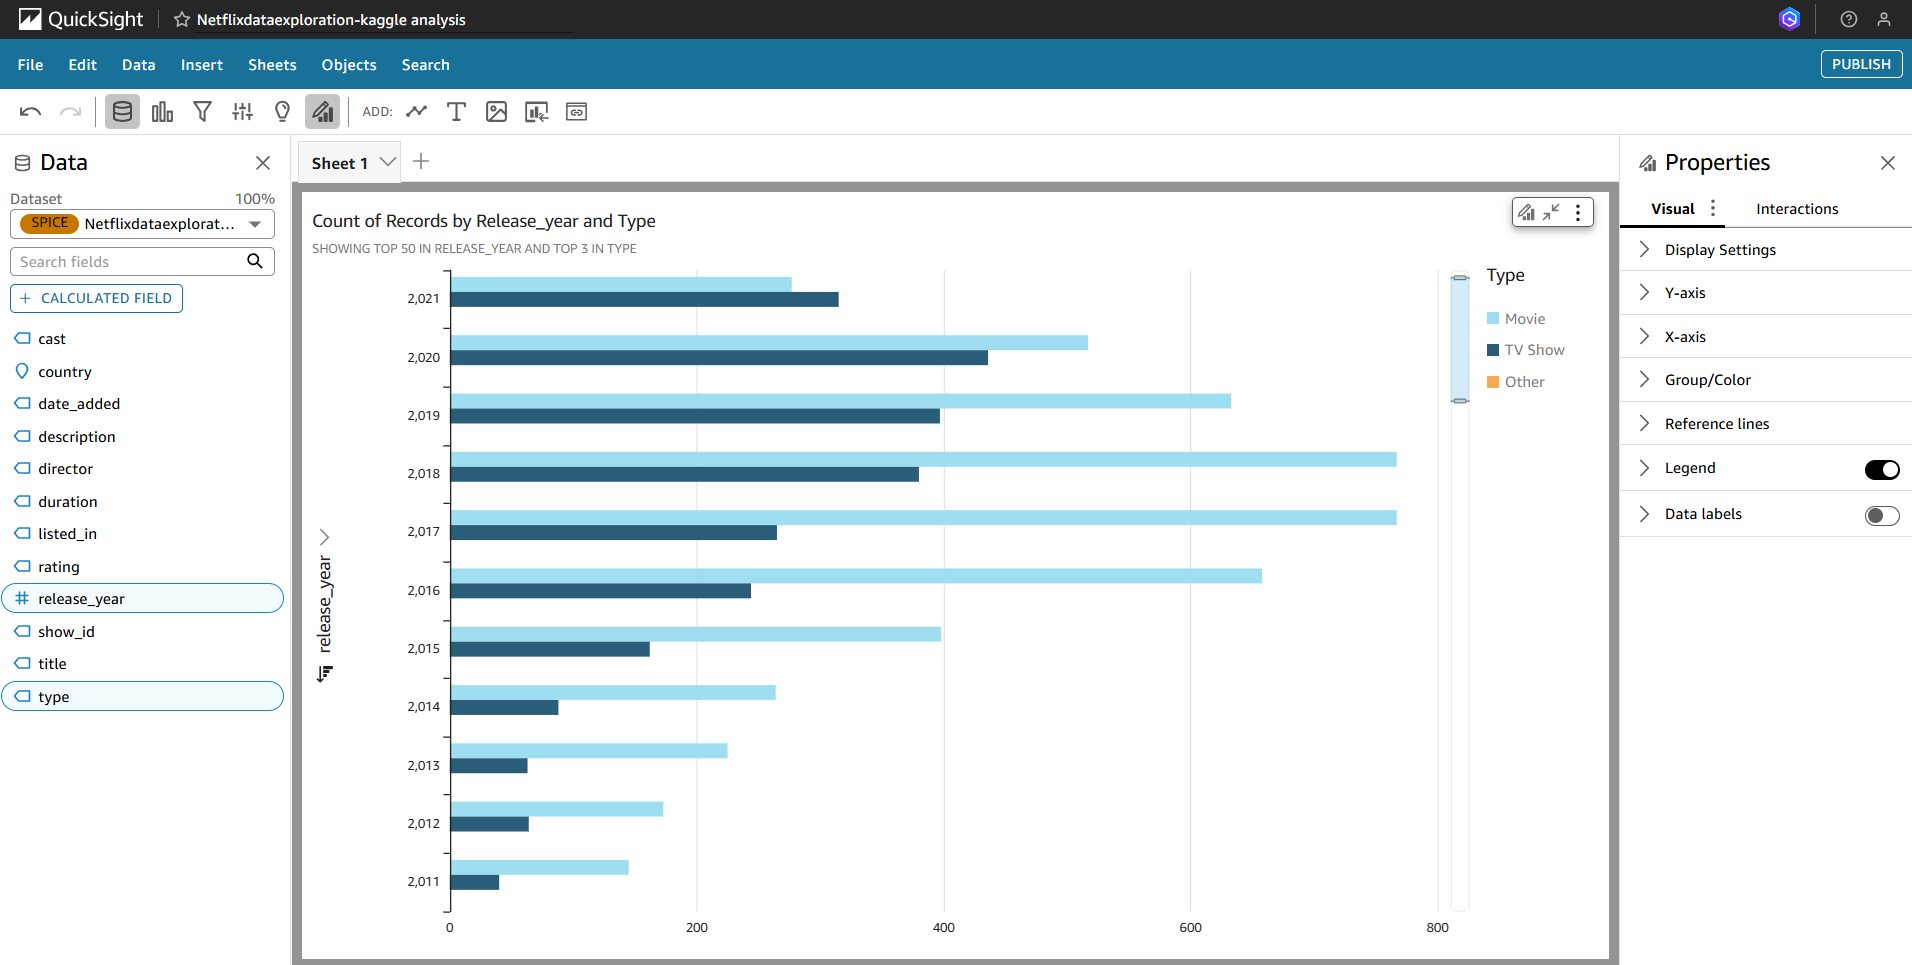 QuickSight
Netflixdataexploration-kaggle analysis
File Edit Data Insert Sheets Objects Search
PUBLISH
ADD:
Data
Dataset 100%
SPICE Netflixdataexplorat...
Search fields
+ CALCULATED FIELD
cast
country
date_added
description
director
duration
listed_in
rating
release_year
show_id
title
type
Sheet 1
Count of Records by Release_year and Type
SHOWING TOP 50 IN RELEASE_YEAR AND TOP 3 IN TYPE
release_year
2,021
2,020
2,019
2,018
2,017
2,016
2,015
2,014
2,013
2,012
2,011
0 200 400 600 800
Type
Movie
TV Show
Other
Properties
Visual Interactions
Display Settings
Y-axis
X-axis
Group/Color
Reference lines
Legend
Data labels